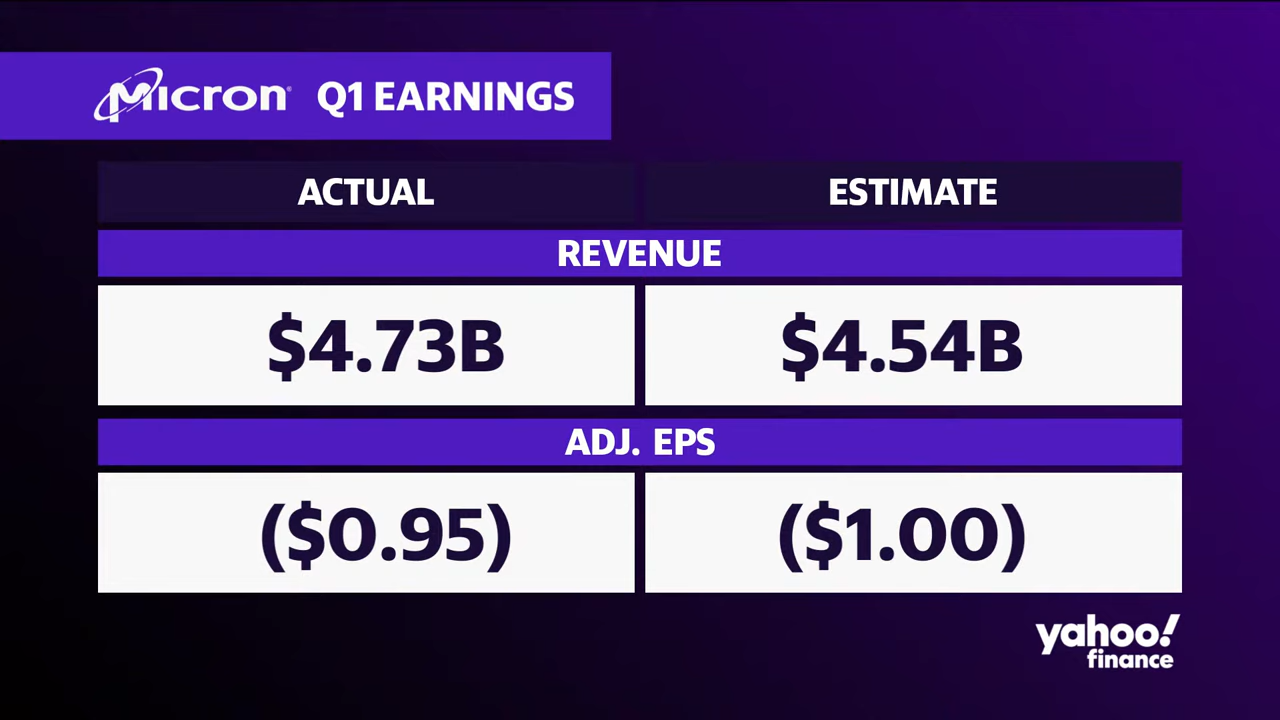 Micron Q1 EARNINGS
ACTUAL ESTIMATE
REVENUE
$4.73B $4.54B
ADJ. EPS
($0.95) ($1.00)
yahoo!
finance